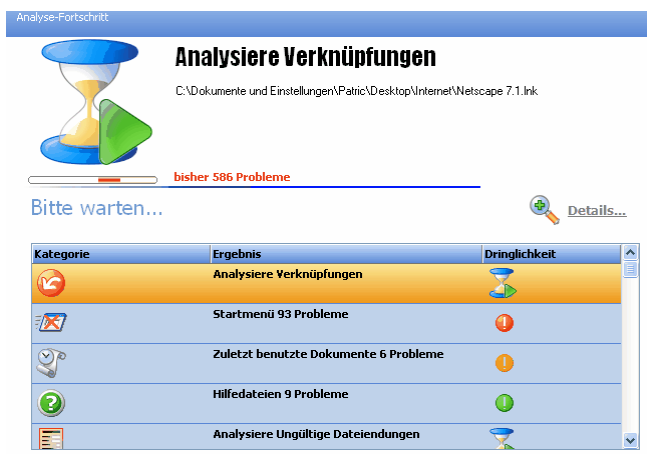 Analyse-Fortschritt
Analysiere Verknüpfungen
C:\Dokumente und Einstellungen\Patric\Desktop\Internet\Netscape 7.1.lnk
bisher 586 Probleme
Bitte warten...
Details...
Kategorie Ergebnis Dringlichkeit
Analysiere Verknüpfungen
Startmenü 93 Probleme
Zuletzt benutzte Dokumente 6 Probleme
Hilfedateien 9 Probleme
Analysiere Ungültige Dateiendungen